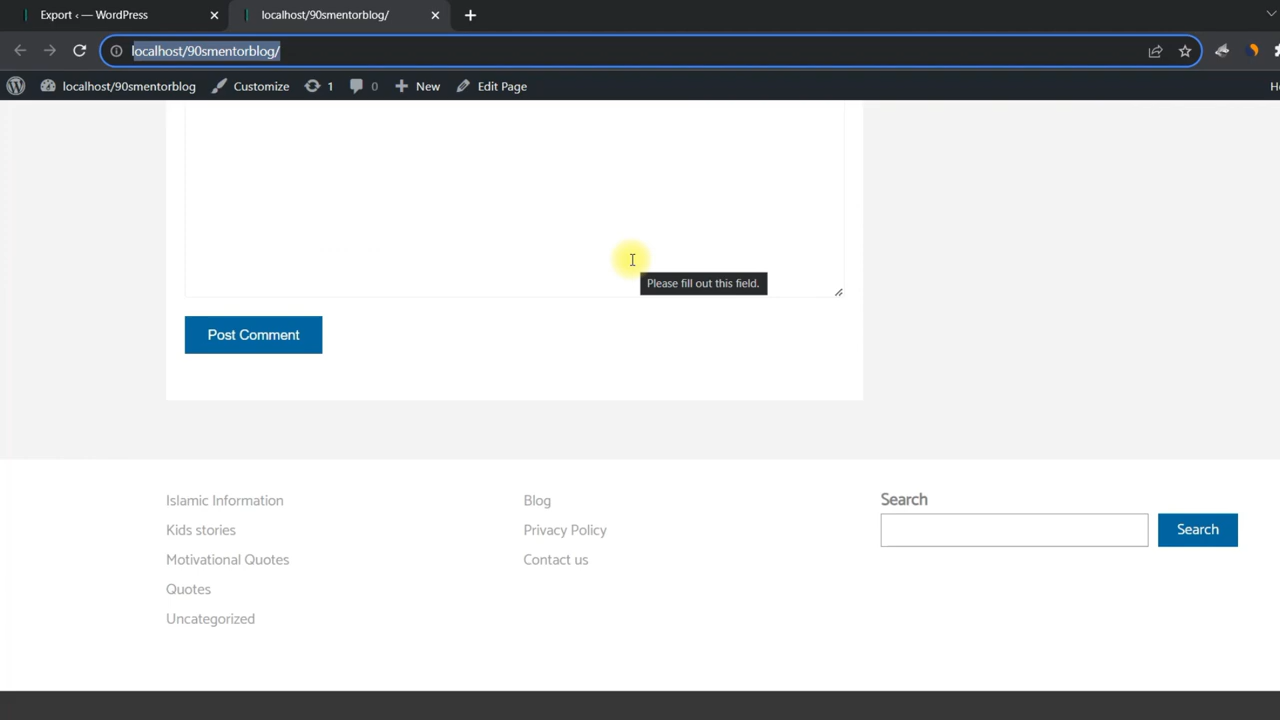 Export ‹ — WordPress
localhost/90smentorblog/
localhost/90smentorblog/
localhost/90smentorblog
Customize
1
0
New
Edit Page
Please fill out this field.
Post Comment
Islamic Information
Kids stories
Motivational Quotes
Quotes
Uncategorized
Blog
Privacy Policy
Contact us
Search
Search